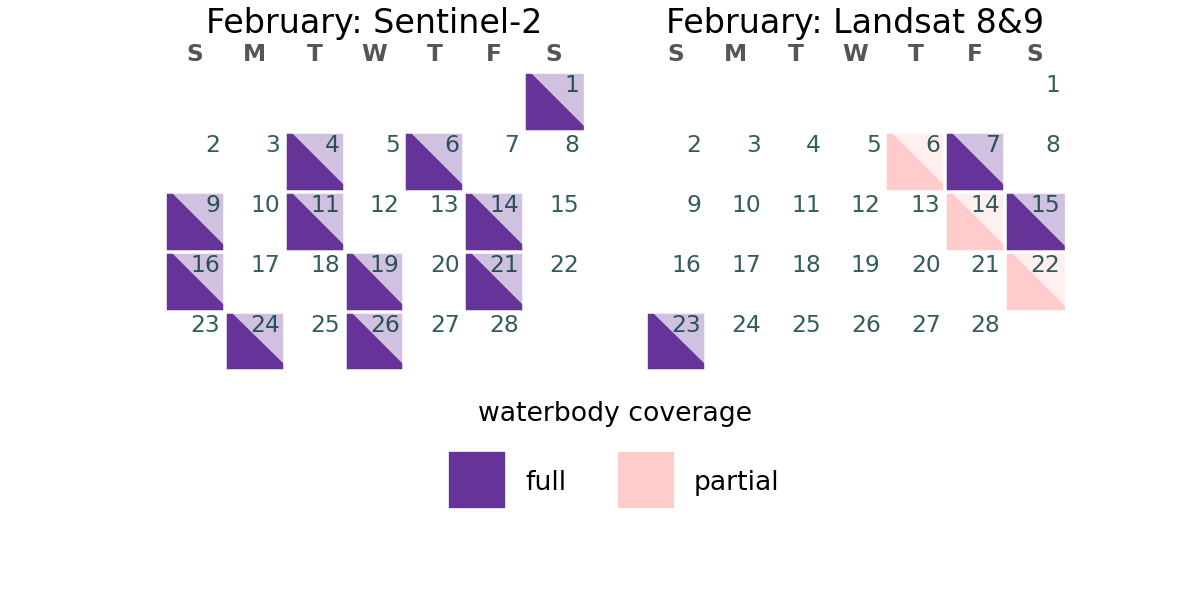 February: Sentinel-2
S M T W T F S
1
2 3 4 5 6 7 8
9 10 11 12 13 14 15
16 17 18 19 20 21 22
23 24 25 26 27 28
February: Landsat 8&9
S M T W T F S
1
2 3 4 5 6 7 8
9 10 11 12 13 14 15
16 17 18 19 20 21 22
23 24 25 26 27 28
waterbody coverage
full
partial